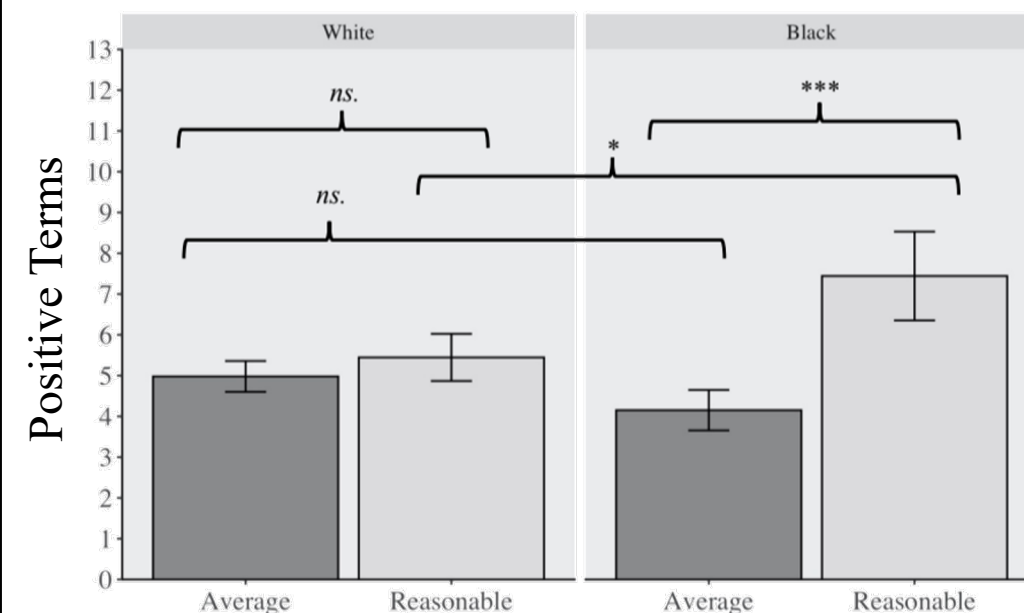 White
Black
Positive Terms
13
12
11
10
9
8
7
6
5
4
3
2
1
0
ns.
***
*
ns.
Average
Reasonable
Average
Reasonable